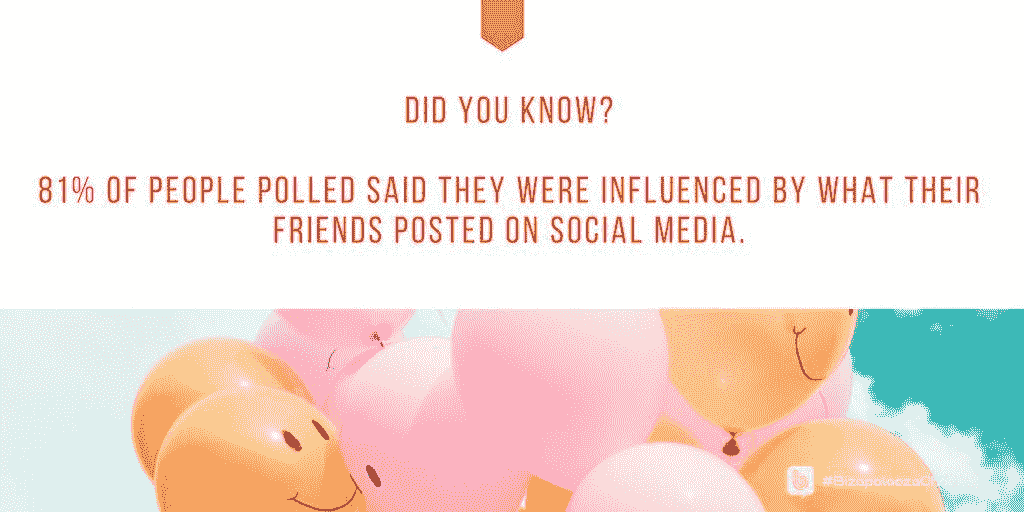 DID YOU KNOW?
81% OF PEOPLE POLLED SAID THEY WERE INFLUENCED BY WHAT THEIR
FRIENDS POSTED ON SOCIAL MEDIA.